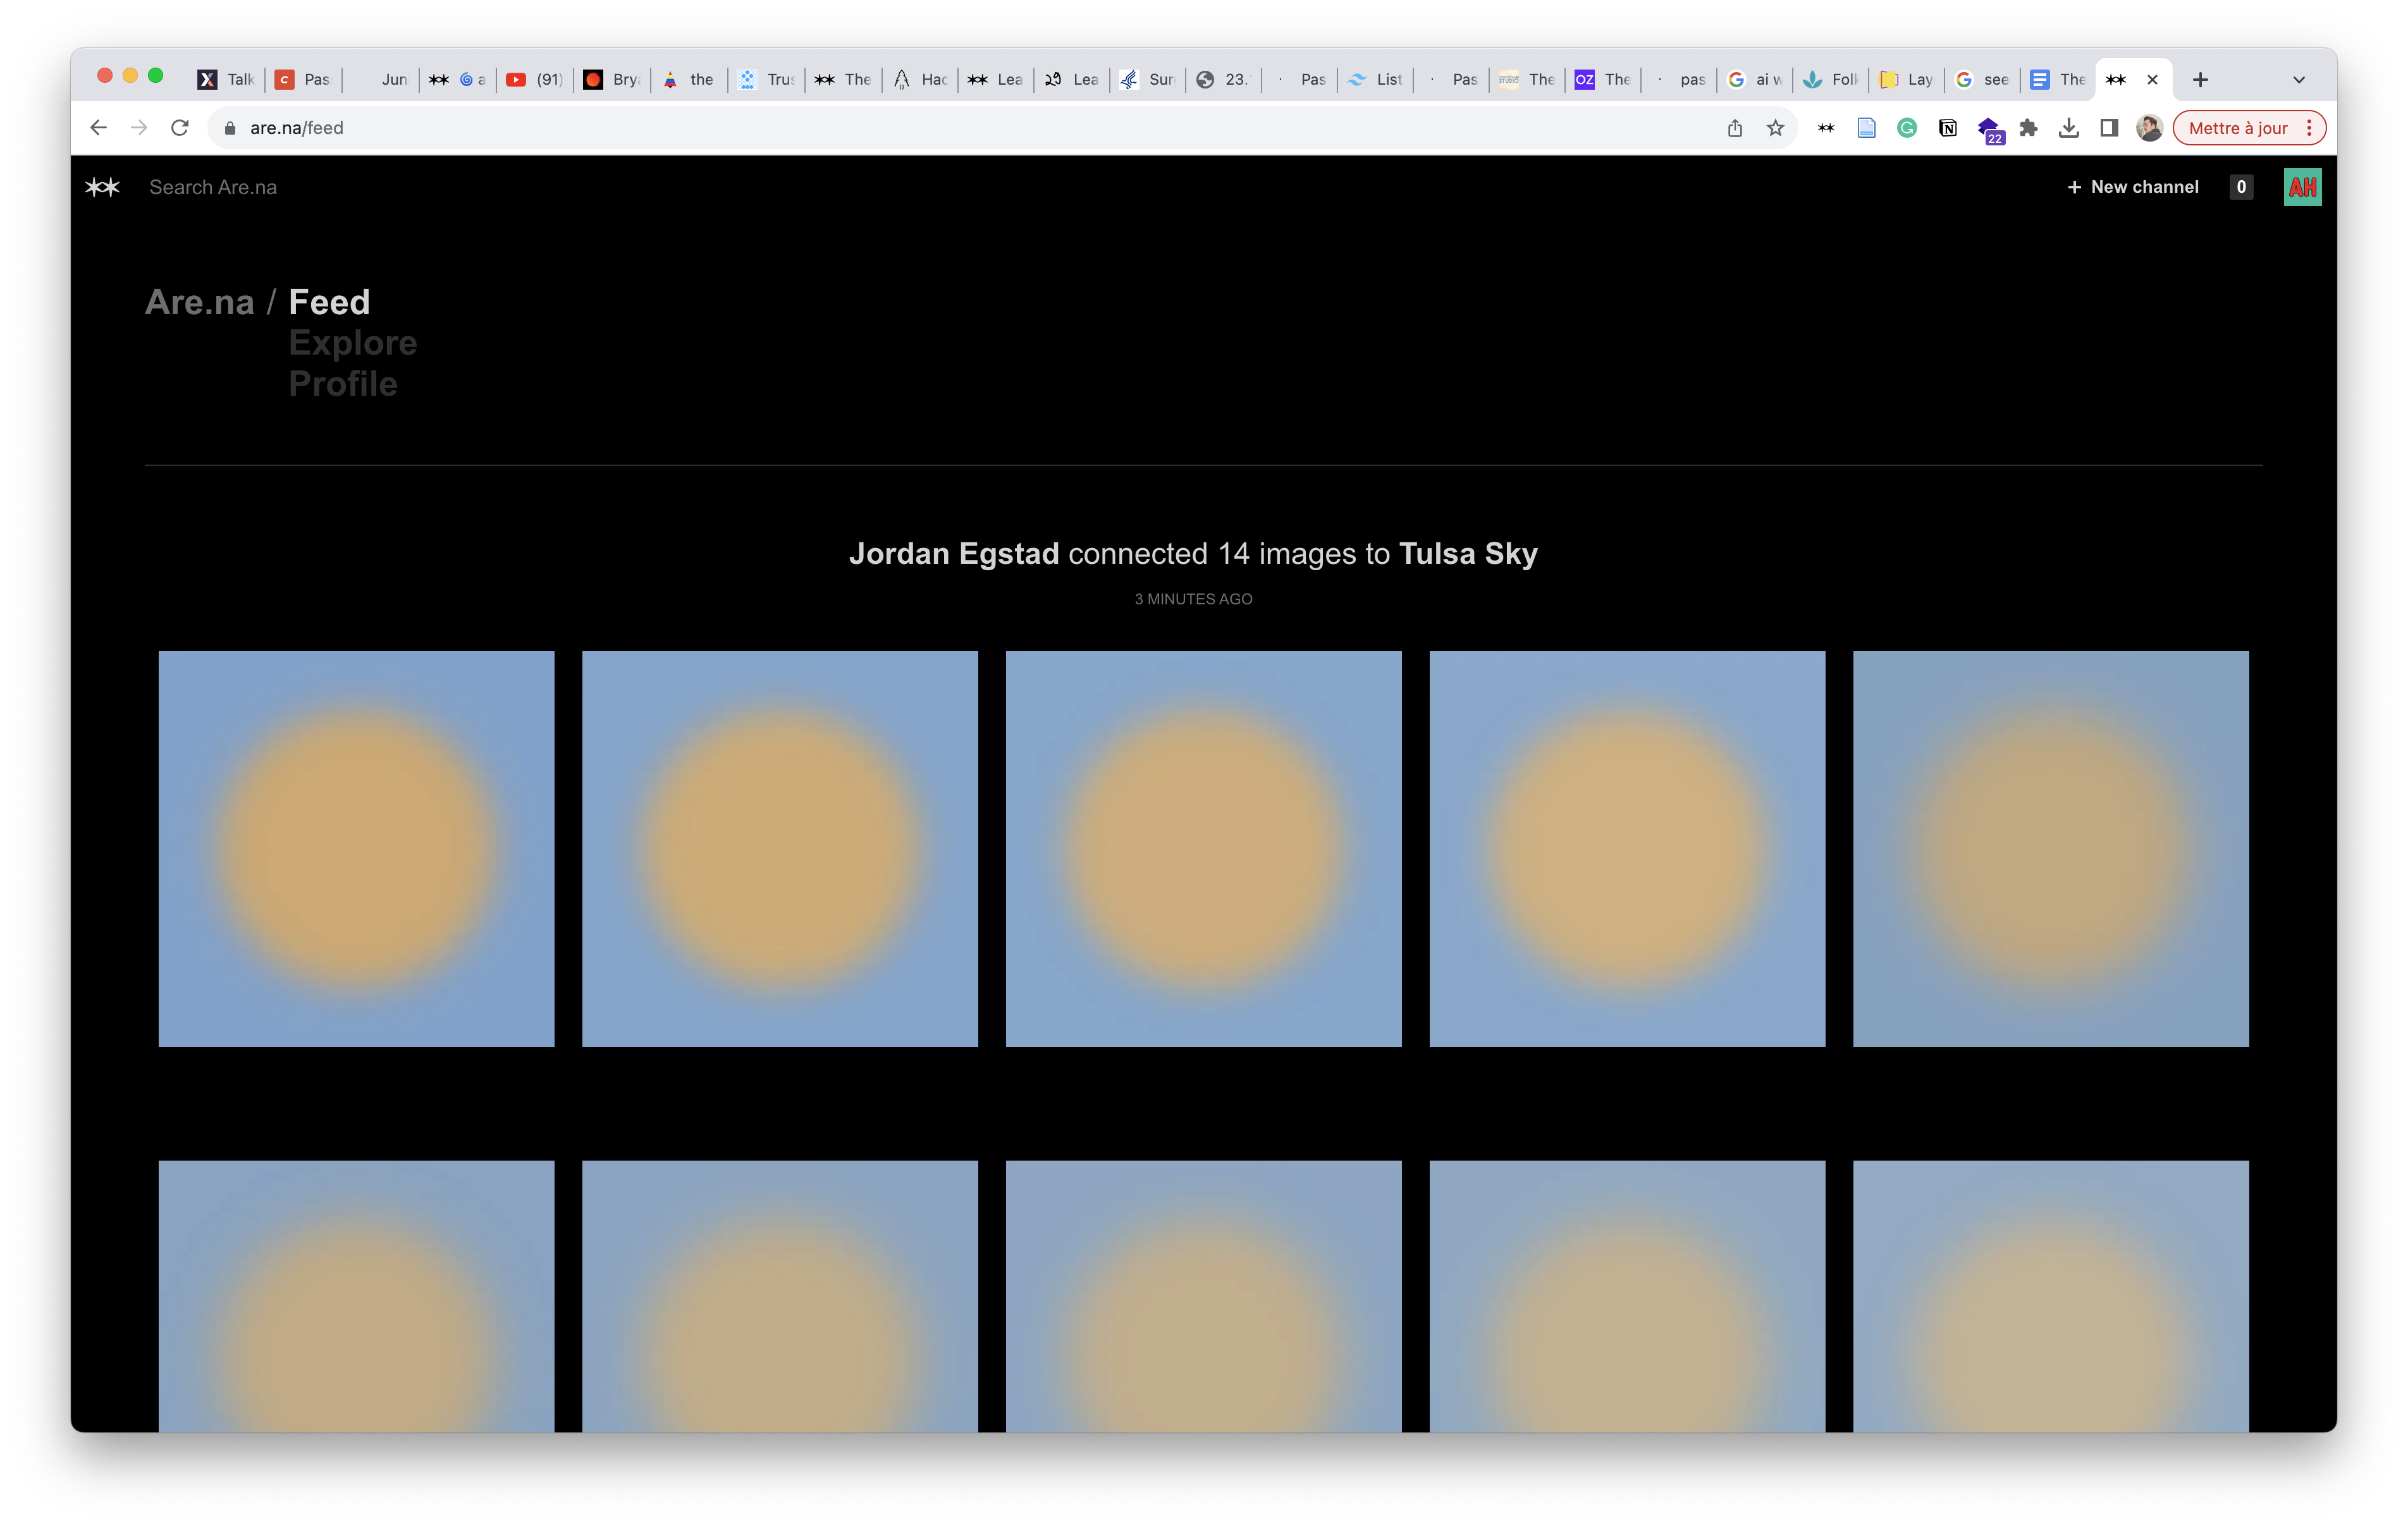 Talk
Pas
Jun
a
(91)
Bry
the
Trus
The
Hac
Lea
Lea
Sur
23.
Pas
List
Pas
The
OZ The
pas
ai w
Foll
Lay
see
The
are.na/feed
22
Mettre à jour
Search Are.na
+ New channel
0
AH
Are.na / Feed
Explore
Profile
Jordan Egstad connected 14 images to Tulsa Sky
3 MINUTES AGO